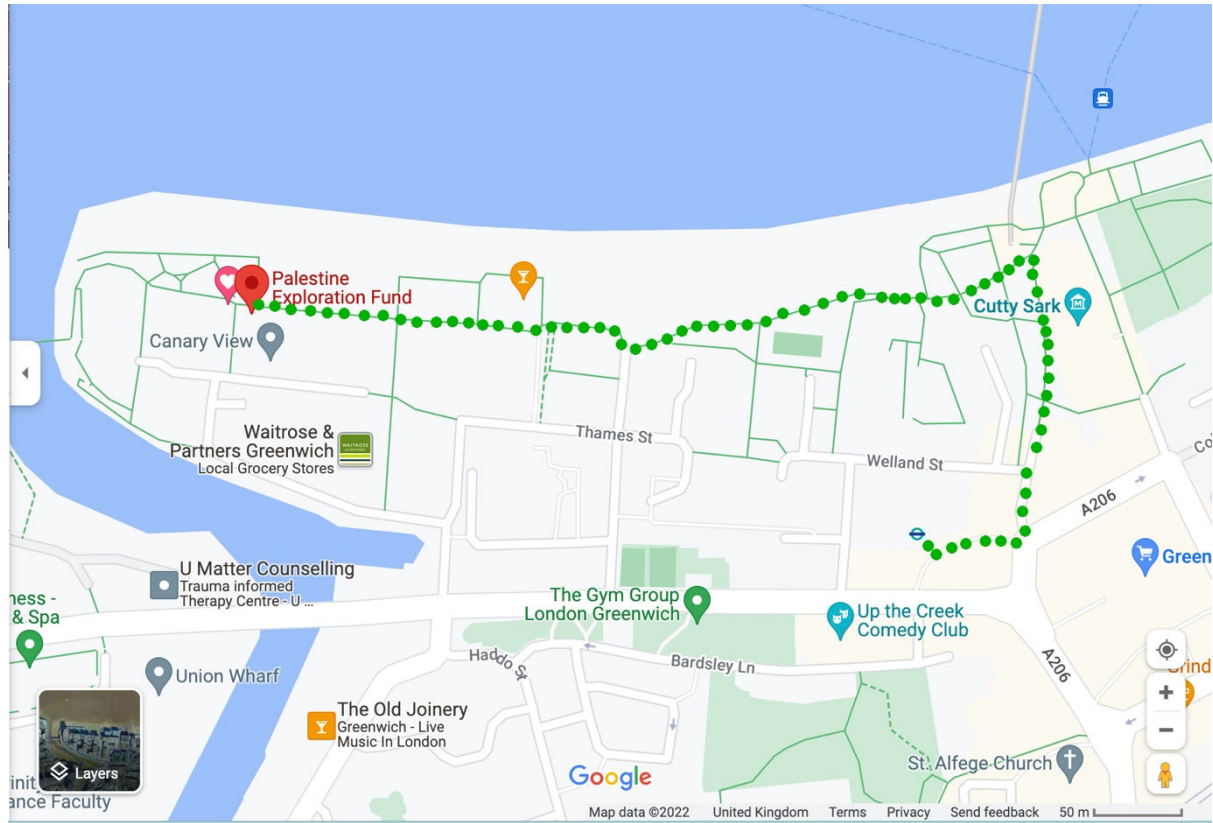 Palestine
Exploration Fund
Cutty Sark
Canary View
Waitrose &
Partners Greenwich
Local Grocery Stores
WAITROSE
Thames St
Welland St
A206
U Matter Counselling
Trauma informed
Therapy Centre - U ...
Green
ness -
& Spa
The Gym Group
London Greenwich
Up the Creek
Comedy Club
Haddo St
Bardsley Ln
A206
Union Wharf
The Old Joinery
Greenwich - Live
Music In London
Layers
Google
St. Alfege Church
ance Faculty
Map data ©2022 United Kingdom Terms Privacy Send feedback 50 m